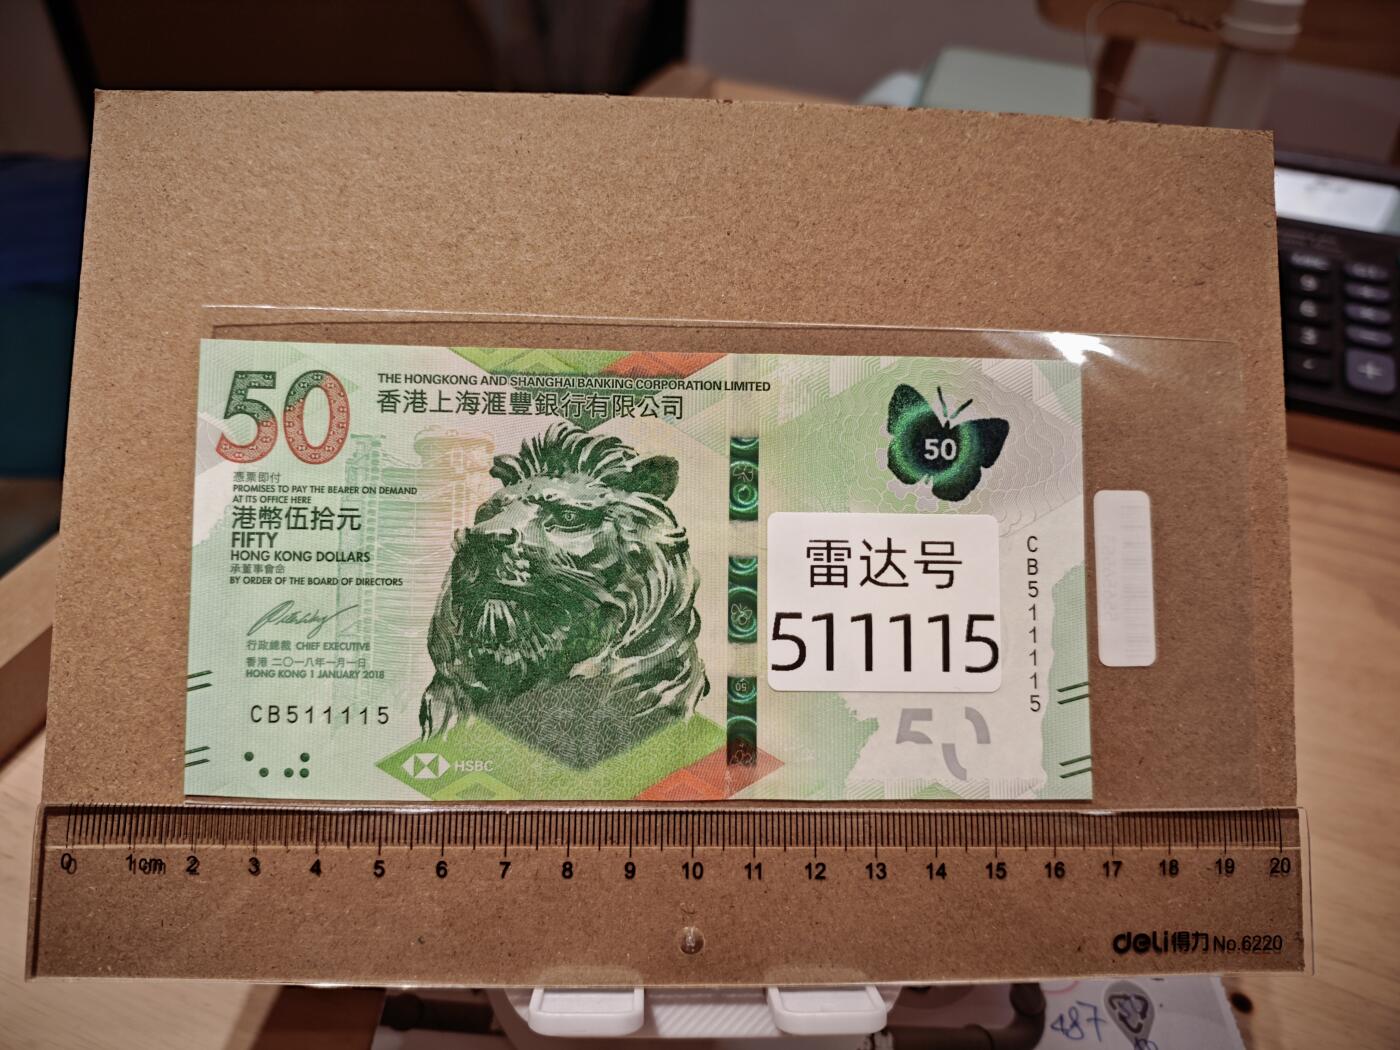 50
THE HONGKONG AND SHANGHAI BANKING CORPORATION LIMITED
香港上海滙豐銀行有限公司
憑票即付
PROMISES TO PAY THE BEARER ON DEMAND
AT ITS OFFICE HERE
港幣伍拾元
FIFTY
HONG KONG DOLLARS
承董事會命
BY ORDER OF THE BOARD OF DIRECTORS
行政總裁 CHIEF EXECUTIVE
香港 二〇一八年一月一日
HONG KONG 1 JANUARY 2018
CB511115
HSBC
50
50
雷达号
511115
CB511115
50
0 1cm 2 3 4 5 6 7 8 9 10 11 12 13 14 15 16 17 18 19 20
deli得力 No.6220
487